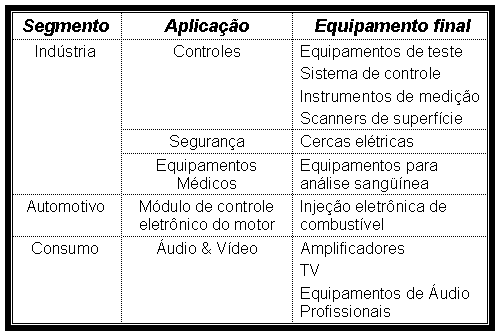 Segmento Aplicação Equipamento final
Indústria Controles Equipamentos de teste
Sistema de controle
Instrumentos de medição
Scanners de superfície
Segurança Cercas elétricas
Equipamentos Equipamentos para
Médicos análise sangüínea
Automotivo Módulo de controle Injeção eletrônica de
eletrônico do motor combustível
Consumo Áudio & Vídeo Amplificadores
TV
Equipamentos de Áudio
Profissionais